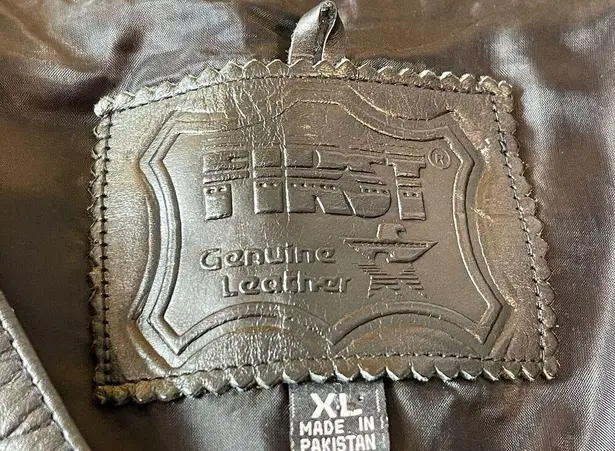 FIRST®
Genuine
Leather
XL
MADE IN
PAKISTAN